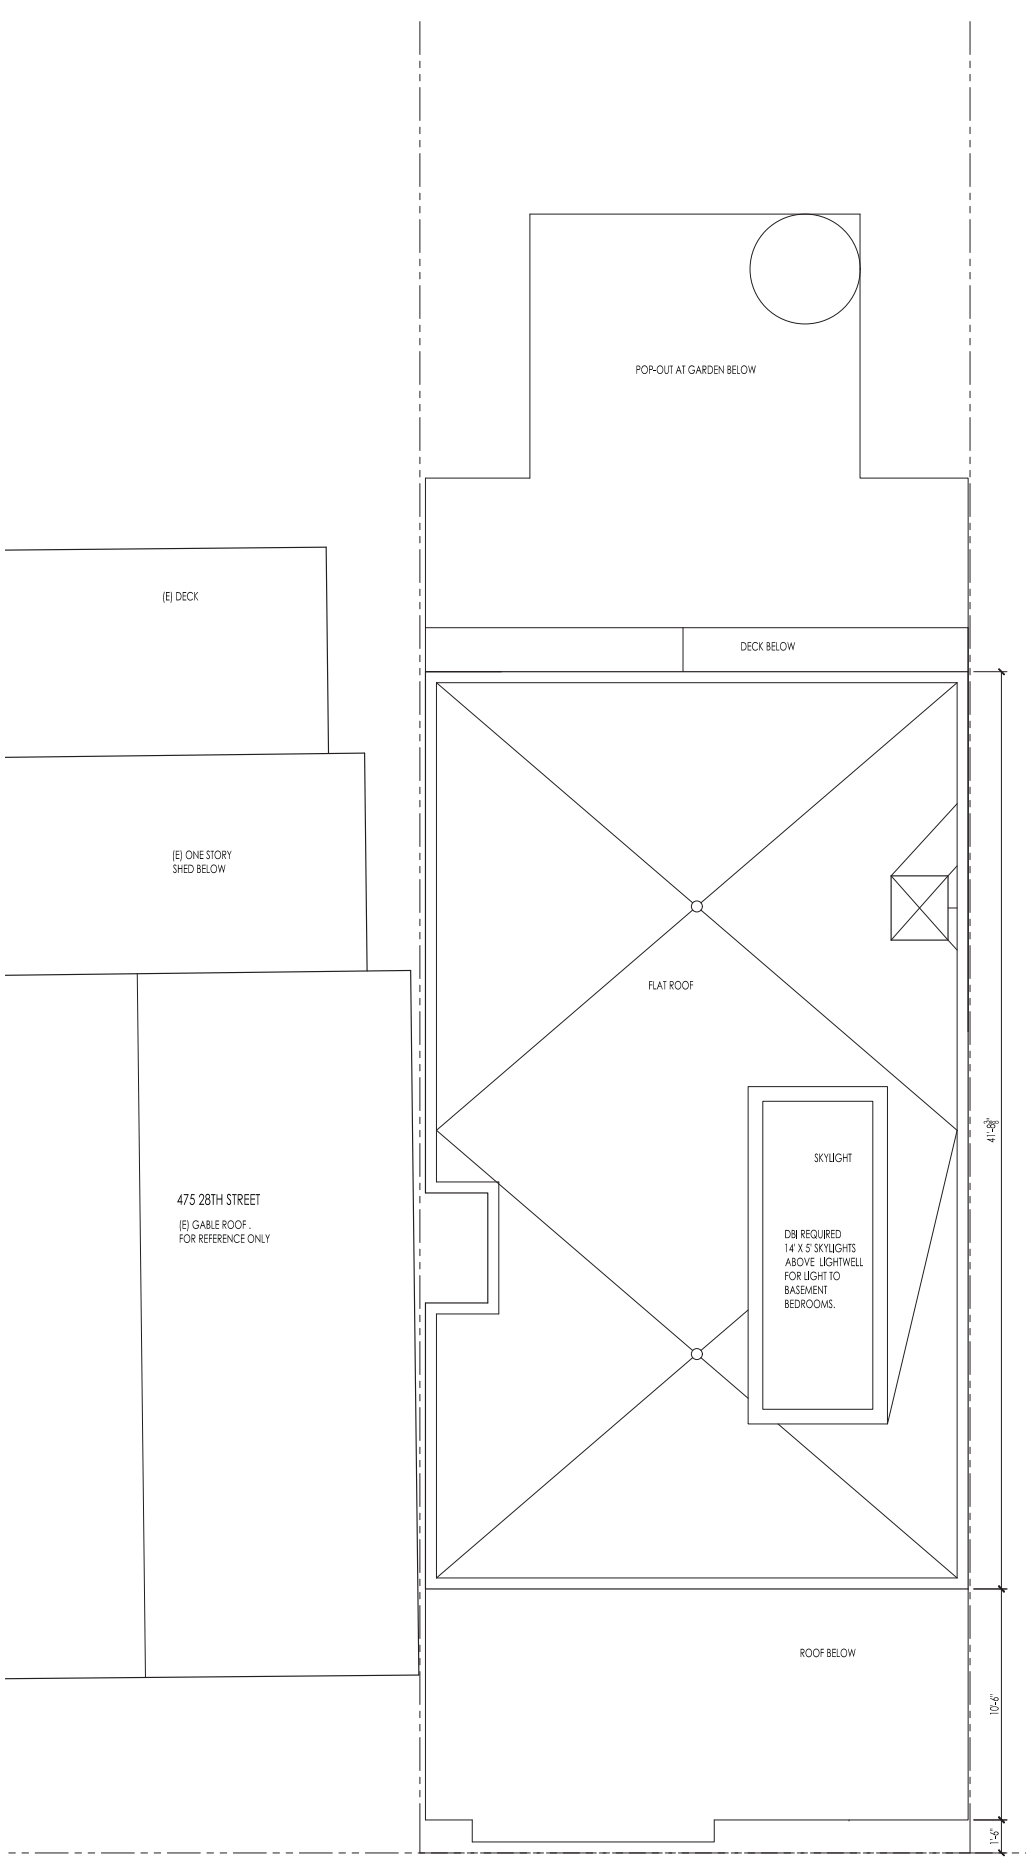 POP-OUT AT GARDEN BELOW
(E) DECK
DECK BELOW
(E) ONE STORY
SHED BELOW
FLAT ROOF
41'-8⅜"
SKYLIGHT
475 28TH STREET
(E) GABLE ROOF .
FOR REFERENCE ONLY
DBI REQUIRED
14' X 5' SKYLIGHTS
ABOVE LIGHTWELL
FOR LIGHT TO
BASEMENT
BEDROOMS.
ROOF BELOW
10'-6"
1'-6"